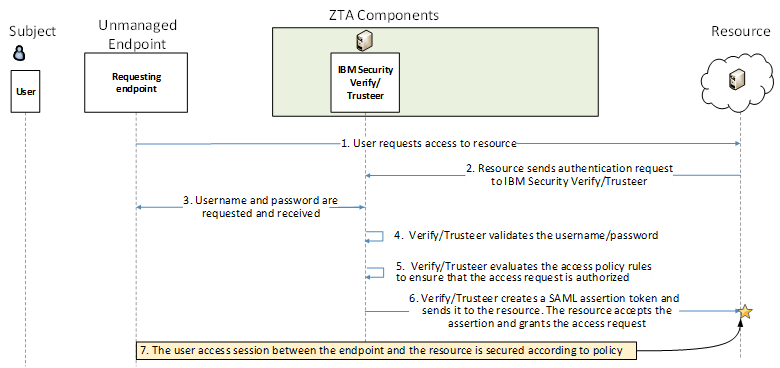 ZTA Components
Subject
Unmanaged
Endpoint
Resource
User
Requesting
endpoint
IBM Security
Verify/
Trusteer
1. User requests access to resource
2. Resource sends authentication request
to IBM Security Verify/Trusteer
3. Username and password are
requested and received
4. Verify/Trusteer validates the username/password
5. Verify/Trusteer evaluates the access policy rules
to ensure that the access request is authorized
6. Verify/Trusteer creates a SAML assertion token and
sends it to the resource. The resource accepts the
assertion and grants the access request
7. The user access session between the endpoint and the resource is secured according to policy